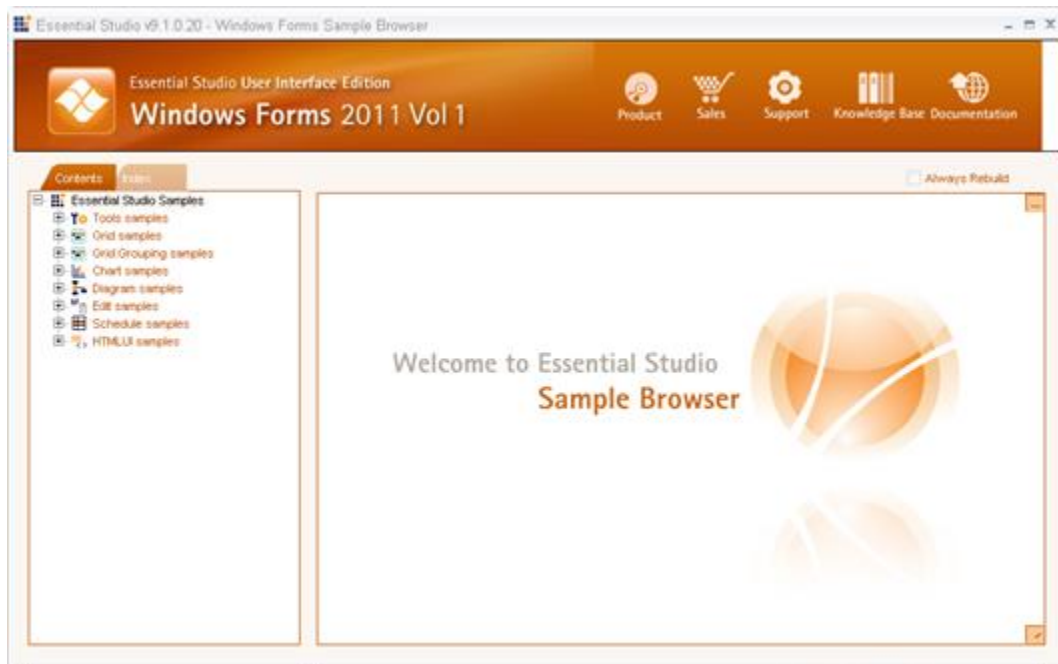 Essential Studio v9.1.0.20 - Windows Forms Sample Browser
Essential Studio User Interface Edition
Windows Forms 2011 Vol 1
Product Sales Support Knowledge Base Documentation
Contents Index
Always Rebuild
Essential Studio Samples
Tools samples
Grid samples
Grid Grouping samples
Chart samples
Diagram samples
Edit samples
Schedule samples
HTMLUI samples
Welcome to Essential Studio
Sample Browser